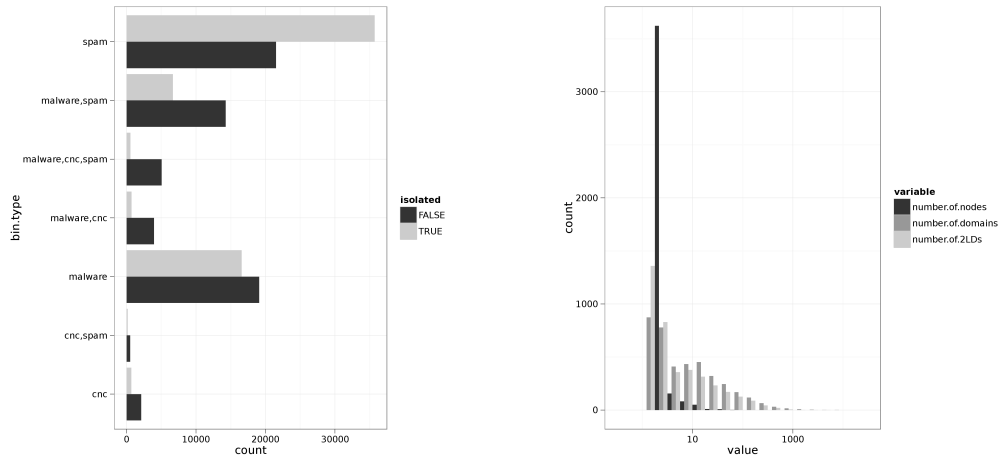 spam
malware,spam
malware,cnc,spam
malware,cnc
malware
cnc,spam
cnc
bin.type
0
10000
20000
30000
count
isolated
FALSE
TRUE
3000
2000
1000
0
count
10
1000
value
variable
number.of.nodes
number.of.domains
number.of.2LDs